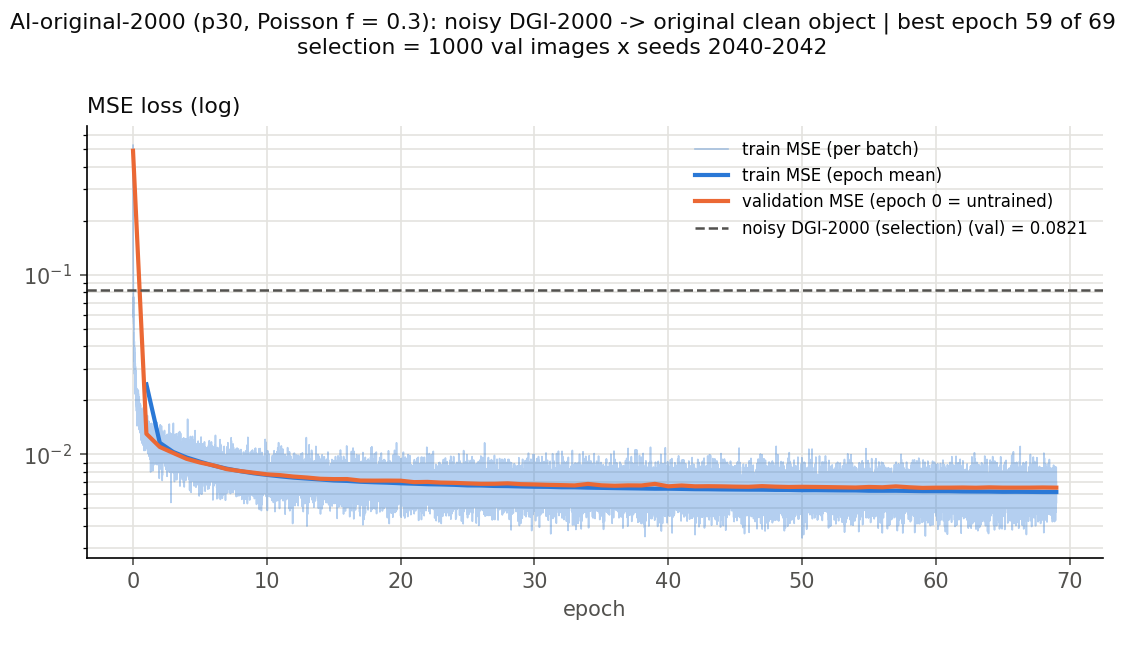 AI-original-2000 (p30, Poisson f = 0.3): noisy DGI-2000 -> original clean object | best epoch 59 of 69
selection = 1000 val images x seeds 2040-2042
MSE loss (log)
train MSE (per batch)
train MSE (epoch mean)
validation MSE (epoch 0 = untrained)
noisy DGI-2000 (selection) (val) = 0.0821
10⁻¹
10⁻²
0 10 20 30 40 50 60 70
epoch